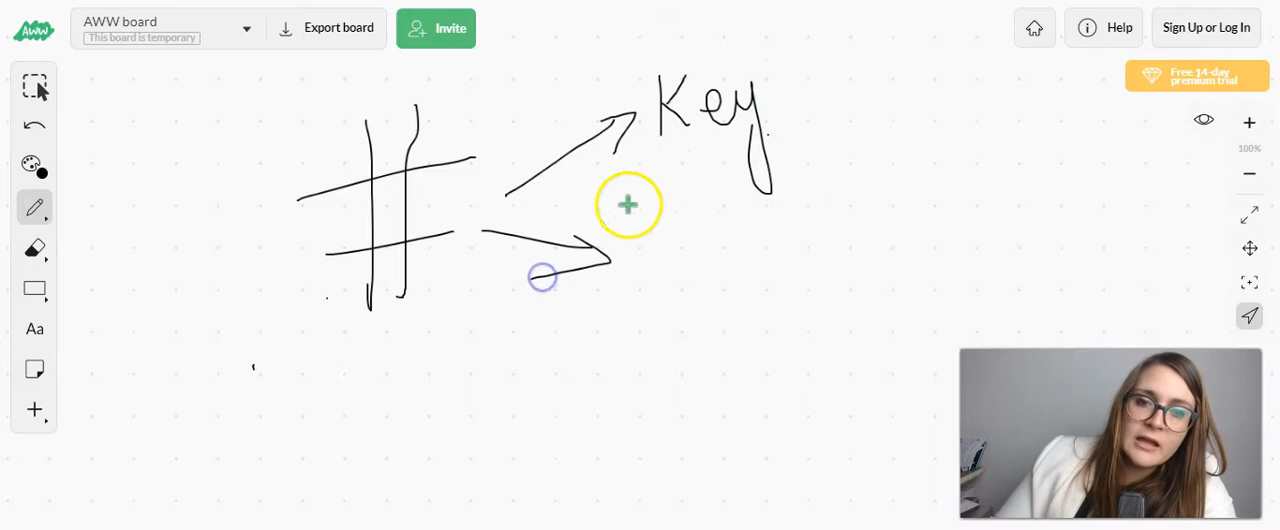 AWW
AWW board
This board is temporary
Export board
Invite
Help
Sign Up or Log In
Free 14-day
premium trial
100%
Aa
#
Key